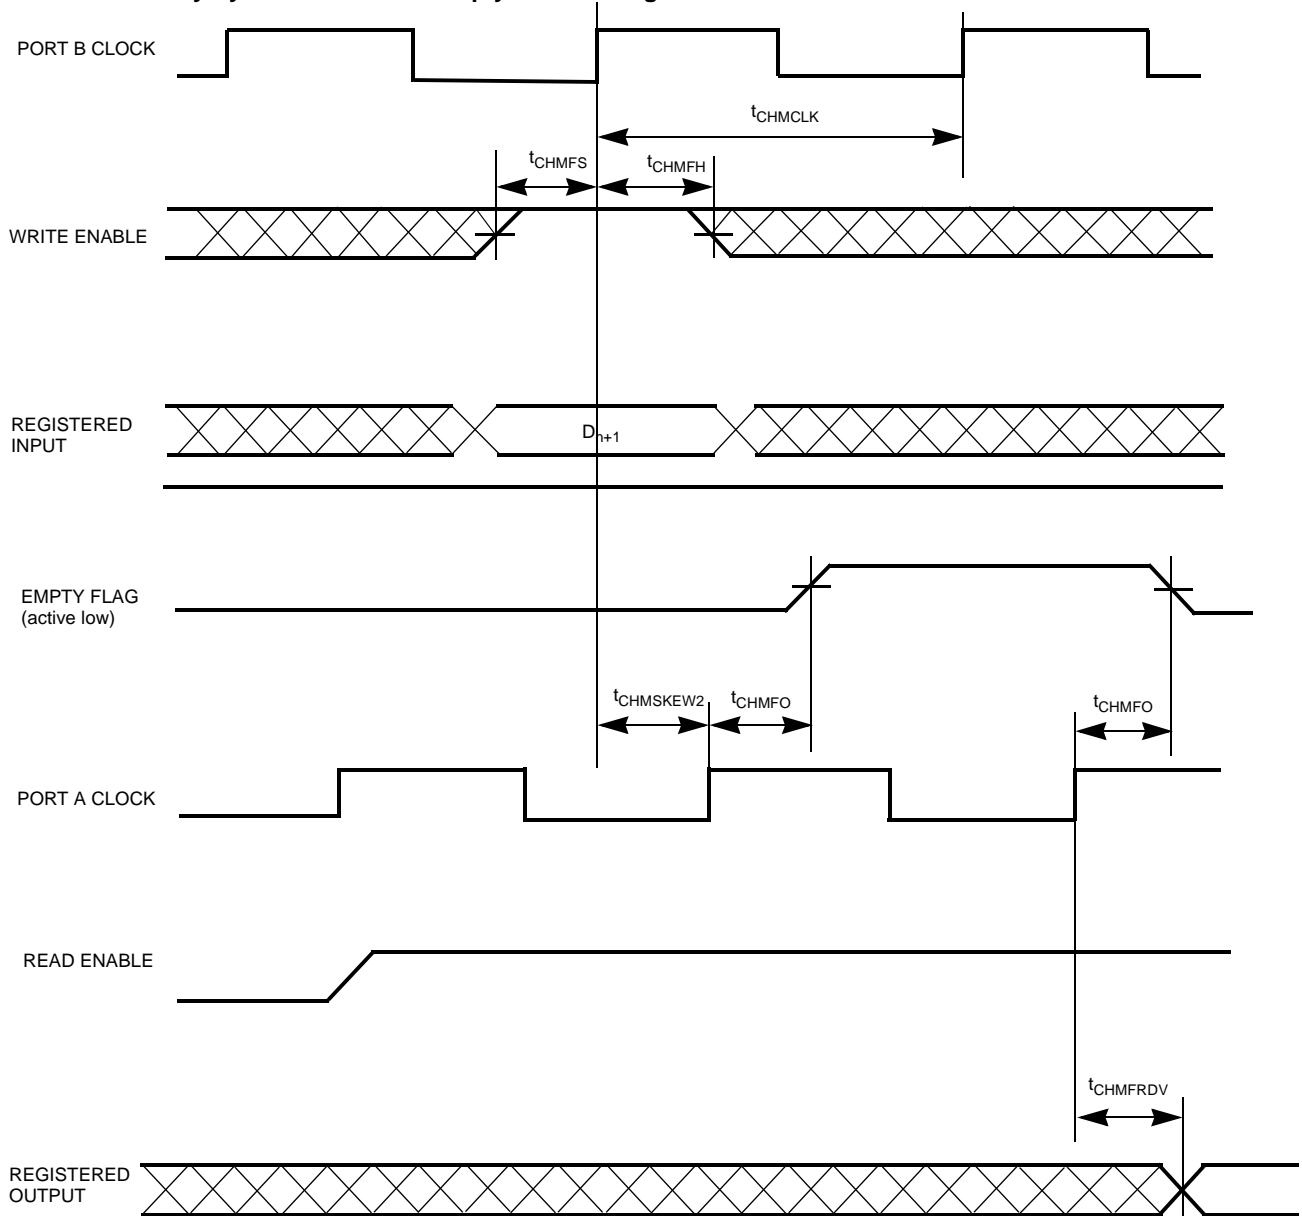 PORT B CLOCK
tCHMCLK
tCHMFS
tCHMFH
WRITE ENABLE
REGISTERED
INPUT
Dn+1
EMPTY FLAG
(active low)
tCHMSKEW2
tCHMFO
tCHMFO
PORT A CLOCK
READ ENABLE
tCHMFRDV
REGISTERED
OUTPUT